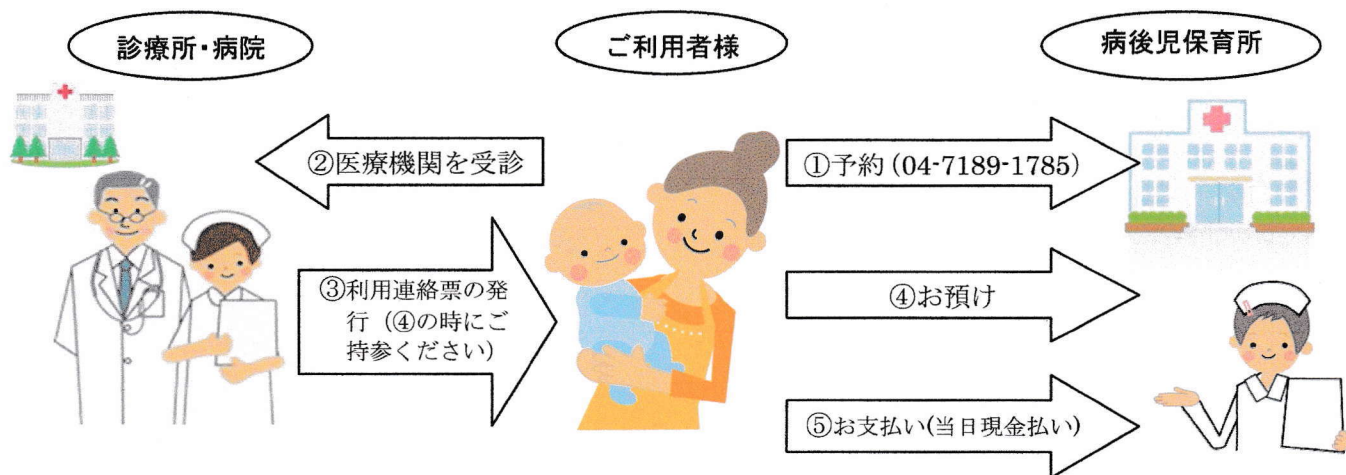 診療所・病院
ご利用者様
病後児保育所
②医療機関を受診
①予約(04-7189-1785)
③利用連絡票の発
行（④の時にご
持参ください）
④お預け
⑤お支払い(当日現金払い)